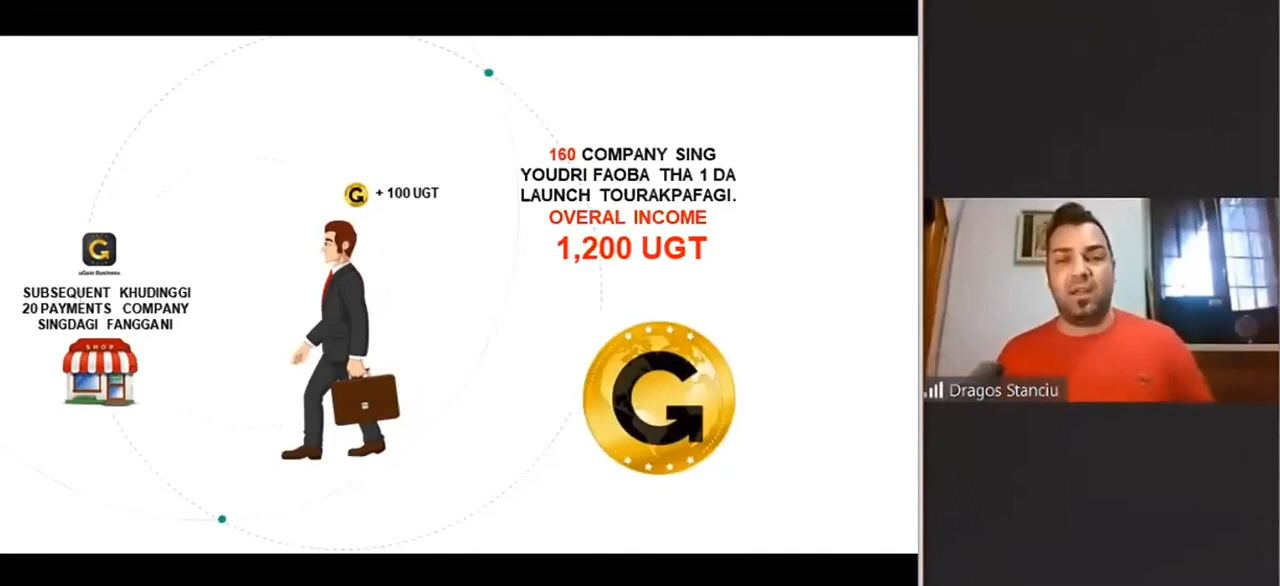 160 COMPANY SING
YOUDRI FAOBA THA 1 DA
LAUNCH TOURAKPAFAGI.
OVERAL INCOME
1,200 UGT
G + 100 UGT
G
uGain Business
SUBSEQUENT KHUDINGGI
20 PAYMENTS COMPANY
SINGDAGI FANGGANI
SHOP
G
Dragos Stanciu